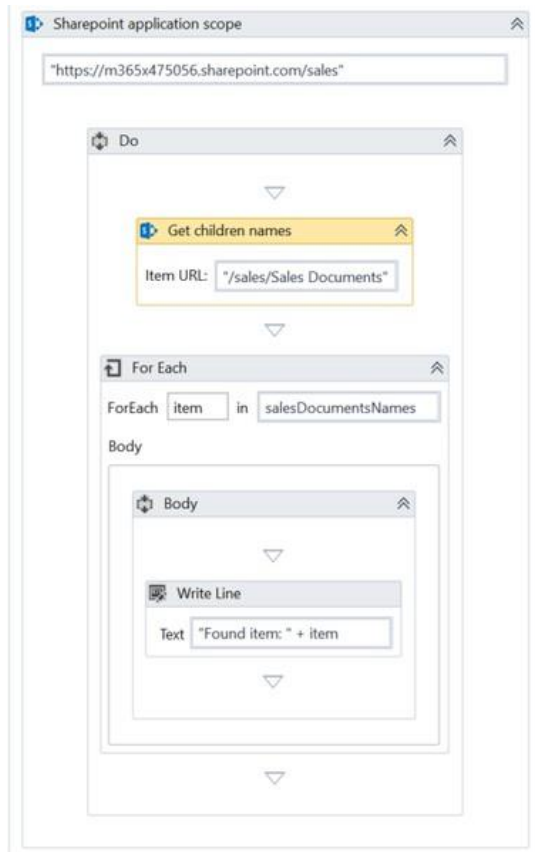 Sharepoint application scope
"https://m365x475056.sharepoint.com/sales"
Do
Get children names
Item URL: "/sales/Sales Documents"
For Each
ForEach item in salesDocumentsNames
Body
Body
Write Line
Text "Found item: " + item